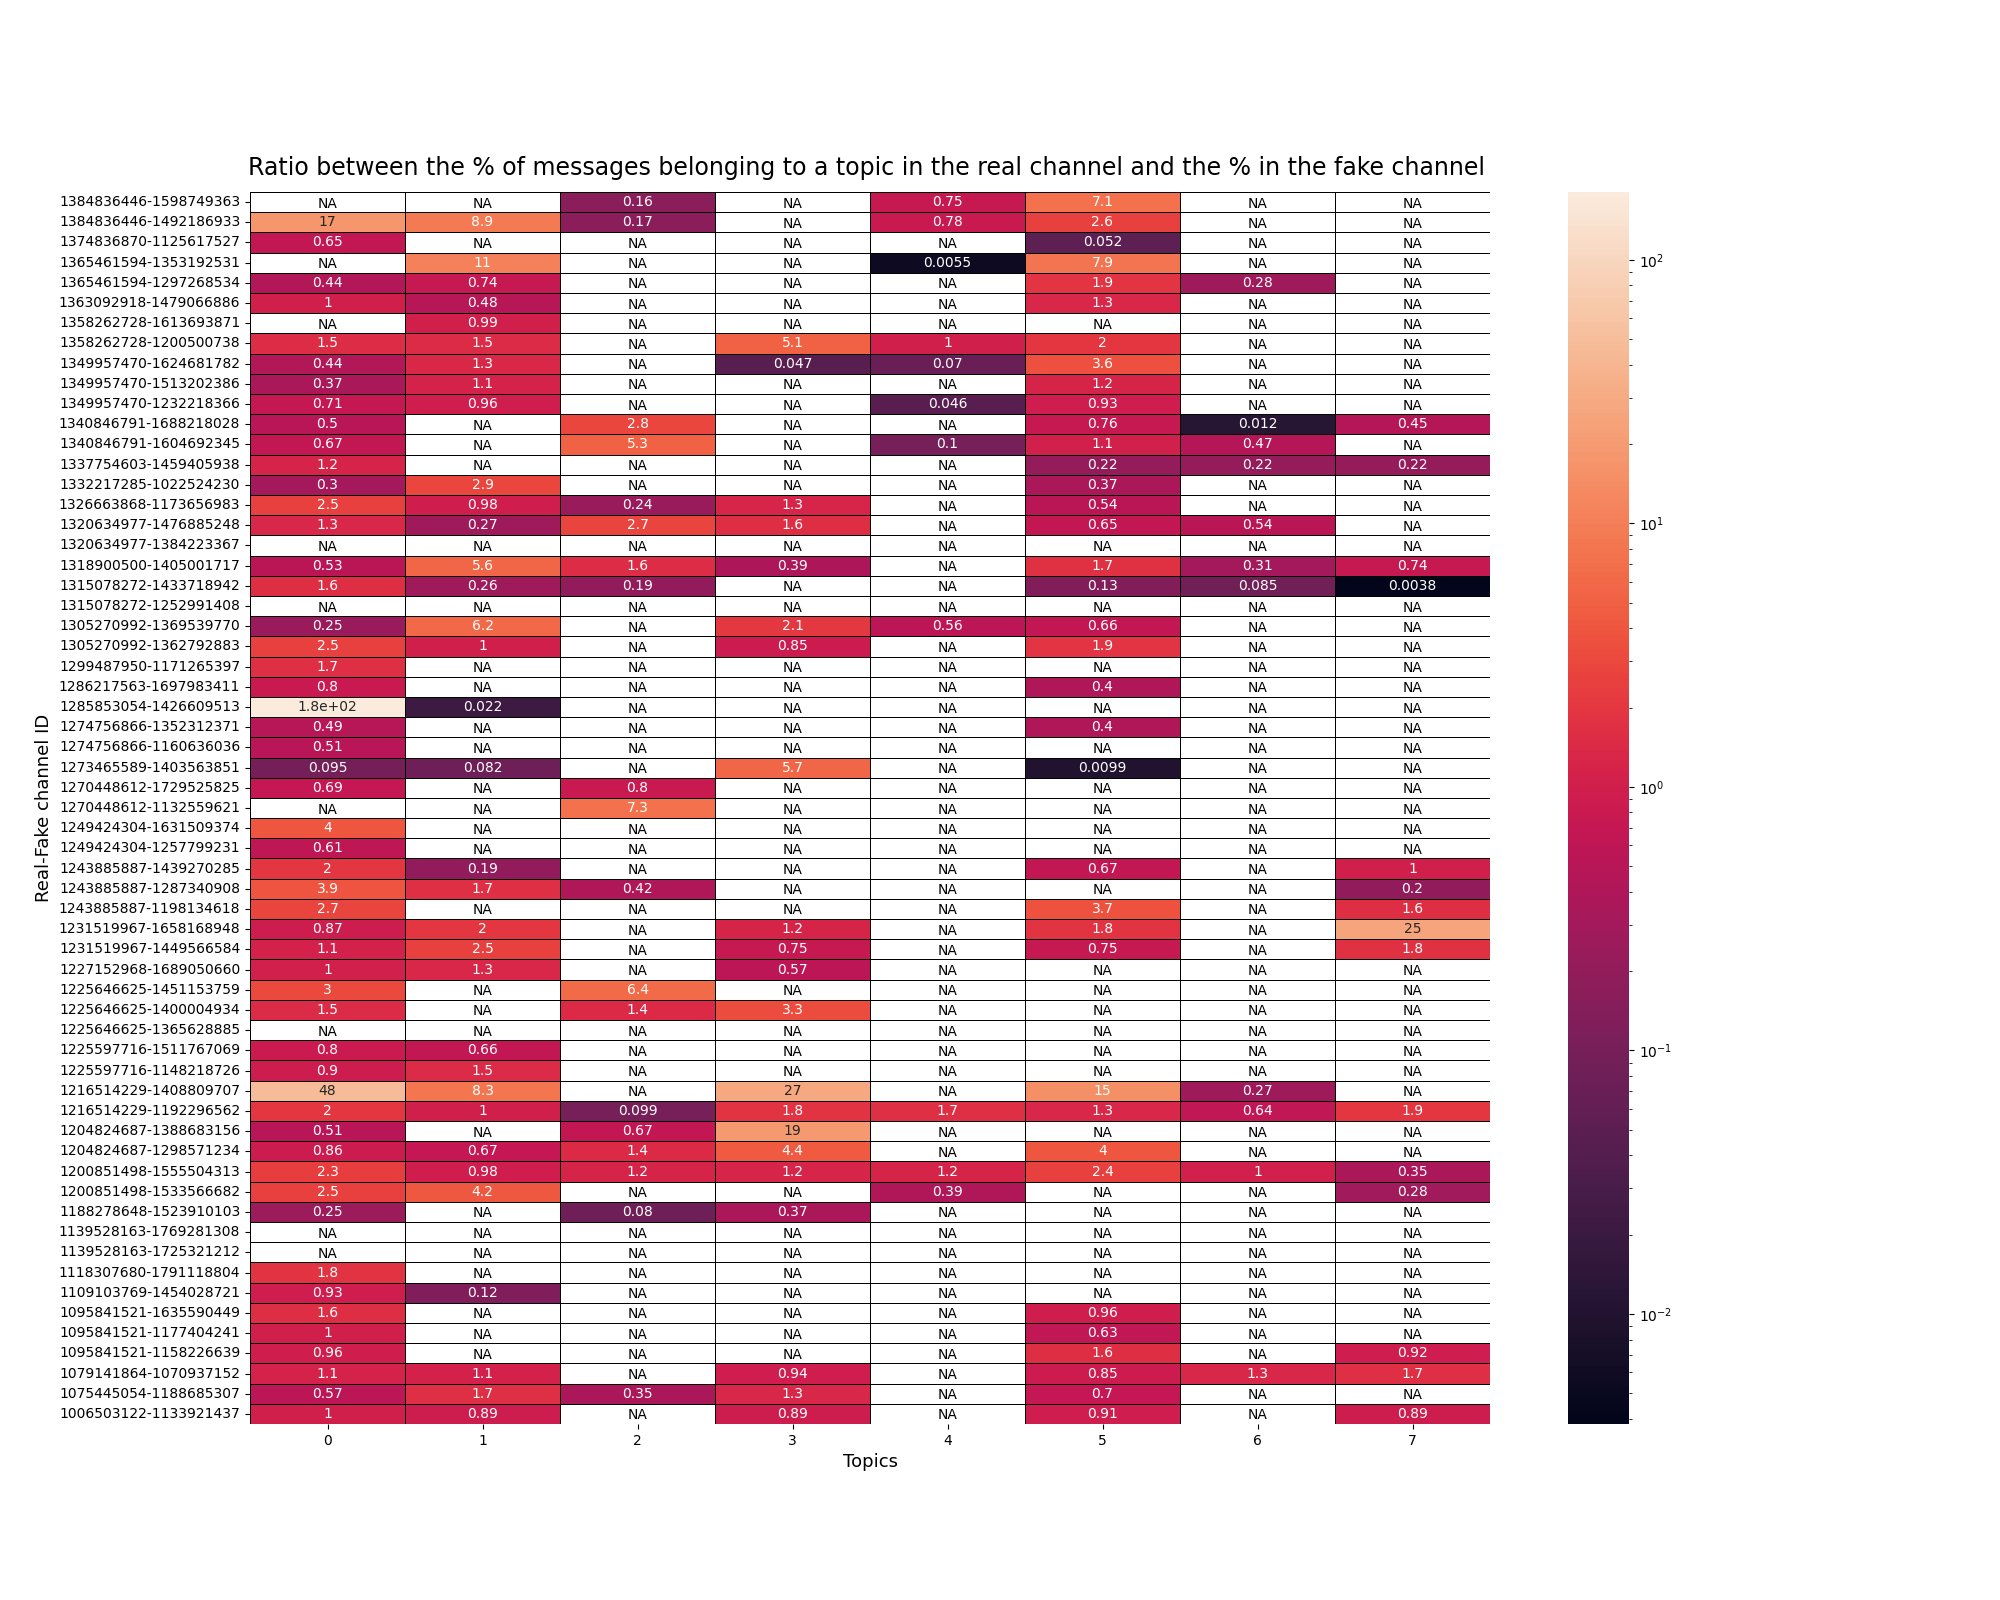 Ratio between the % of messages belonging to a topic in the real channel and the % in the fake channel
1384836446-1598749363 NA NA 0.16 NA 0.75 7.1 NA NA
1384836446-1492186933 17 8.9 0.17 NA 0.78 2.6 NA NA
1374836870-1125617527 0.65 NA NA NA NA 0.052 NA NA
1365461594-1353192531 NA 11 NA NA 0.0055 7.9 NA NA
1365461594-1297268534 0.44 0.74 NA NA NA 1.9 0.28 NA
1363092918-1479066886 1 0.48 NA NA NA 1.3 NA NA
1358262728-1613693871 NA 0.99 NA NA NA NA NA NA
1358262728-1200500738 1.5 1.5 NA 5.1 1 2 NA NA
1349957470-1624681782 0.44 1.3 NA 0.047 0.07 3.6 NA NA
1349957470-1513202386 0.37 1.1 NA NA NA 1.2 NA NA
1349957470-1232218366 0.71 0.96 NA NA 0.046 0.93 NA NA
1340846791-1688218028 0.5 NA 2.8 NA NA 0.76 0.012 0.45
1340846791-1604692345 0.67 NA 5.3 NA 0.1 1.1 0.47 NA
1337754603-1459405938 1.2 NA NA NA NA 0.22 0.22 0.22
1332217285-1022524230 0.3 2.9 NA NA NA 0.37 NA NA
1326663868-1173656983 2.5 0.98 0.24 1.3 NA 0.54 NA NA
1320634977-1476885248 1.3 0.27 2.7 1.6 NA 0.65 0.54 NA
1320634977-1384223367 NA NA NA NA NA NA NA NA
1318900500-1405001717 0.53 5.6 1.6 0.39 NA 1.7 0.31 0.74
1315078272-1433718942 1.6 0.26 0.19 NA NA 0.13 0.085 0.0038
1315078272-1252991408 NA NA NA NA NA NA NA NA
1305270992-1369539770 0.25 6.2 NA 2.1 0.56 0.66 NA NA
1305270992-1362792883 2.5 1 NA 0.85 NA 1.9 NA NA
1299487950-1171265397 1.7 NA NA NA NA NA NA NA
1286217563-1697983411 0.8 NA NA NA NA 0.4 NA NA
1285853054-1426609513 1.8e+02 0.022 NA NA NA NA NA NA
1274756866-1352312371 0.49 NA NA NA NA 0.4 NA NA
1274756866-1160636036 0.51 NA NA NA NA NA NA NA
1273465589-1403563851 0.095 0.082 NA 5.7 NA 0.0099 NA NA
1270448612-1729525825 0.69 NA 0.8 NA NA NA NA NA
1270448612-1132559621 NA NA 7.3 NA NA NA NA NA
1249424304-1631509374 4 NA NA NA NA NA NA NA
1249424304-1257799231 0.61 NA NA NA NA NA NA NA
1243885887-1439270285 2 0.19 NA NA NA 0.67 NA 1
1243885887-1287340908 3.9 1.7 0.42 NA NA NA NA 0.2
1243885887-1198134618 2.7 NA NA NA NA 3.7 NA 1.6
1231519967-1658168948 0.87 2 NA 1.2 NA 1.8 NA 25
1231519967-1449566584 1.1 2.5 NA 0.75 NA 0.75 NA 1.8
1227152968-1689050660 1 1.3 NA 0.57 NA NA NA NA
1225646625-1451153759 3 NA 6.4 NA NA NA NA NA
1225646625-1400004934 1.5 NA 1.4 3.3 NA NA NA NA
1225646625-1365628885 NA NA NA NA NA NA NA NA
1225597716-1511767069 0.8 0.66 NA NA NA NA NA NA
1225597716-1148218726 0.9 1.5 NA NA NA NA NA NA
1216514229-1408809707 48 8.3 NA 27 NA 15 0.27 NA
1216514229-1192296562 2 1 0.099 1.8 1.7 1.3 0.64 1.9
1204824687-1388683156 0.51 NA 0.67 19 NA NA NA NA
1204824687-1298571234 0.86 0.67 1.4 4.4 NA 4 NA NA
1200851498-1555504313 2.3 0.98 1.2 1.2 1.2 2.4 1 0.35
1200851498-1533566682 2.5 4.2 NA NA 0.39 NA NA 0.28
1188278648-1523910103 0.25 NA 0.08 0.37 NA NA NA NA
1139528163-1769281308 NA NA NA NA NA NA NA NA
1139528163-1725321212 NA NA NA NA NA NA NA NA
1118307680-1791118804 1.8 NA NA NA NA NA NA NA
1109103769-1454028721 0.93 0.12 NA NA NA NA NA NA
1095841521-1635590449 1.6 NA NA NA NA 0.96 NA NA
1095841521-1177404241 1 NA NA NA NA 0.63 NA NA
1095841521-1158226639 0.96 NA NA NA NA 1.6 NA 0.92
1079141864-1070937152 1.1 1.1 NA 0.94 NA 0.85 1.3 1.7
1075445054-1188685307 0.57 1.7 0.35 1.3 NA 0.7 NA NA
1006503122-1133921437 1 0.89 NA 0.89 NA 0.91 NA 0.89
0 1 2 3 4 5 6 7
Topics
Real-Fake channel ID
10²
10¹
10⁰
10⁻¹
10⁻²